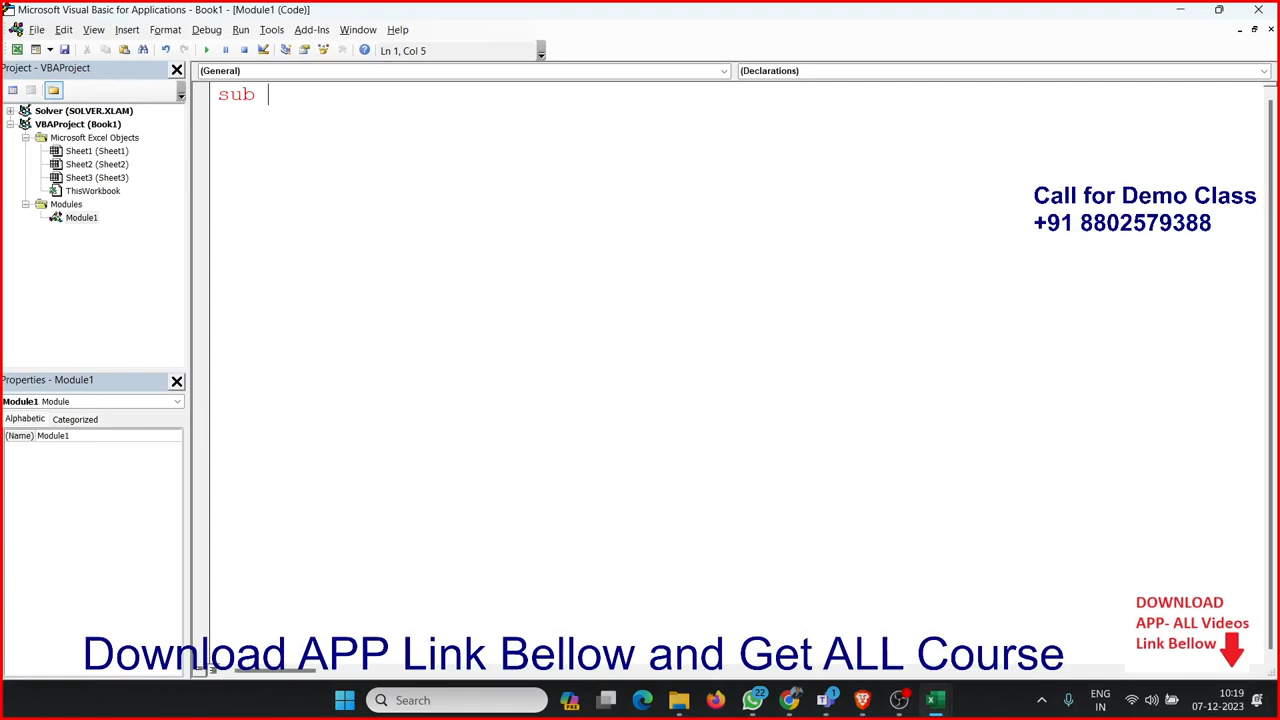 Microsoft Visual Basic for Applications - Book1 - [Module1 (Code)]
File Edit View Insert Format Debug Run Tools Add-Ins Window Help
Ln 1, Col 5
Project - VBAProject
(General)
(Declarations)
sub
Solver (SOLVER.XLAM)
VBAProject (Book1)
Microsoft Excel Objects
Sheet1 (Sheet1)
Sheet2 (Sheet2)
Sheet3 (Sheet3)
ThisWorkbook
Modules
Module1
Call for Demo Class
+91 8802579388
Properties - Module1
Module1 Module
Alphabetic Categorized
(Name) Module1
DOWNLOAD
APP- ALL Videos
Link Bellow
Download APP Link Bellow and Get ALL Course
Search
PRE
22
1
ENG
IN
10:19
07-12-2023